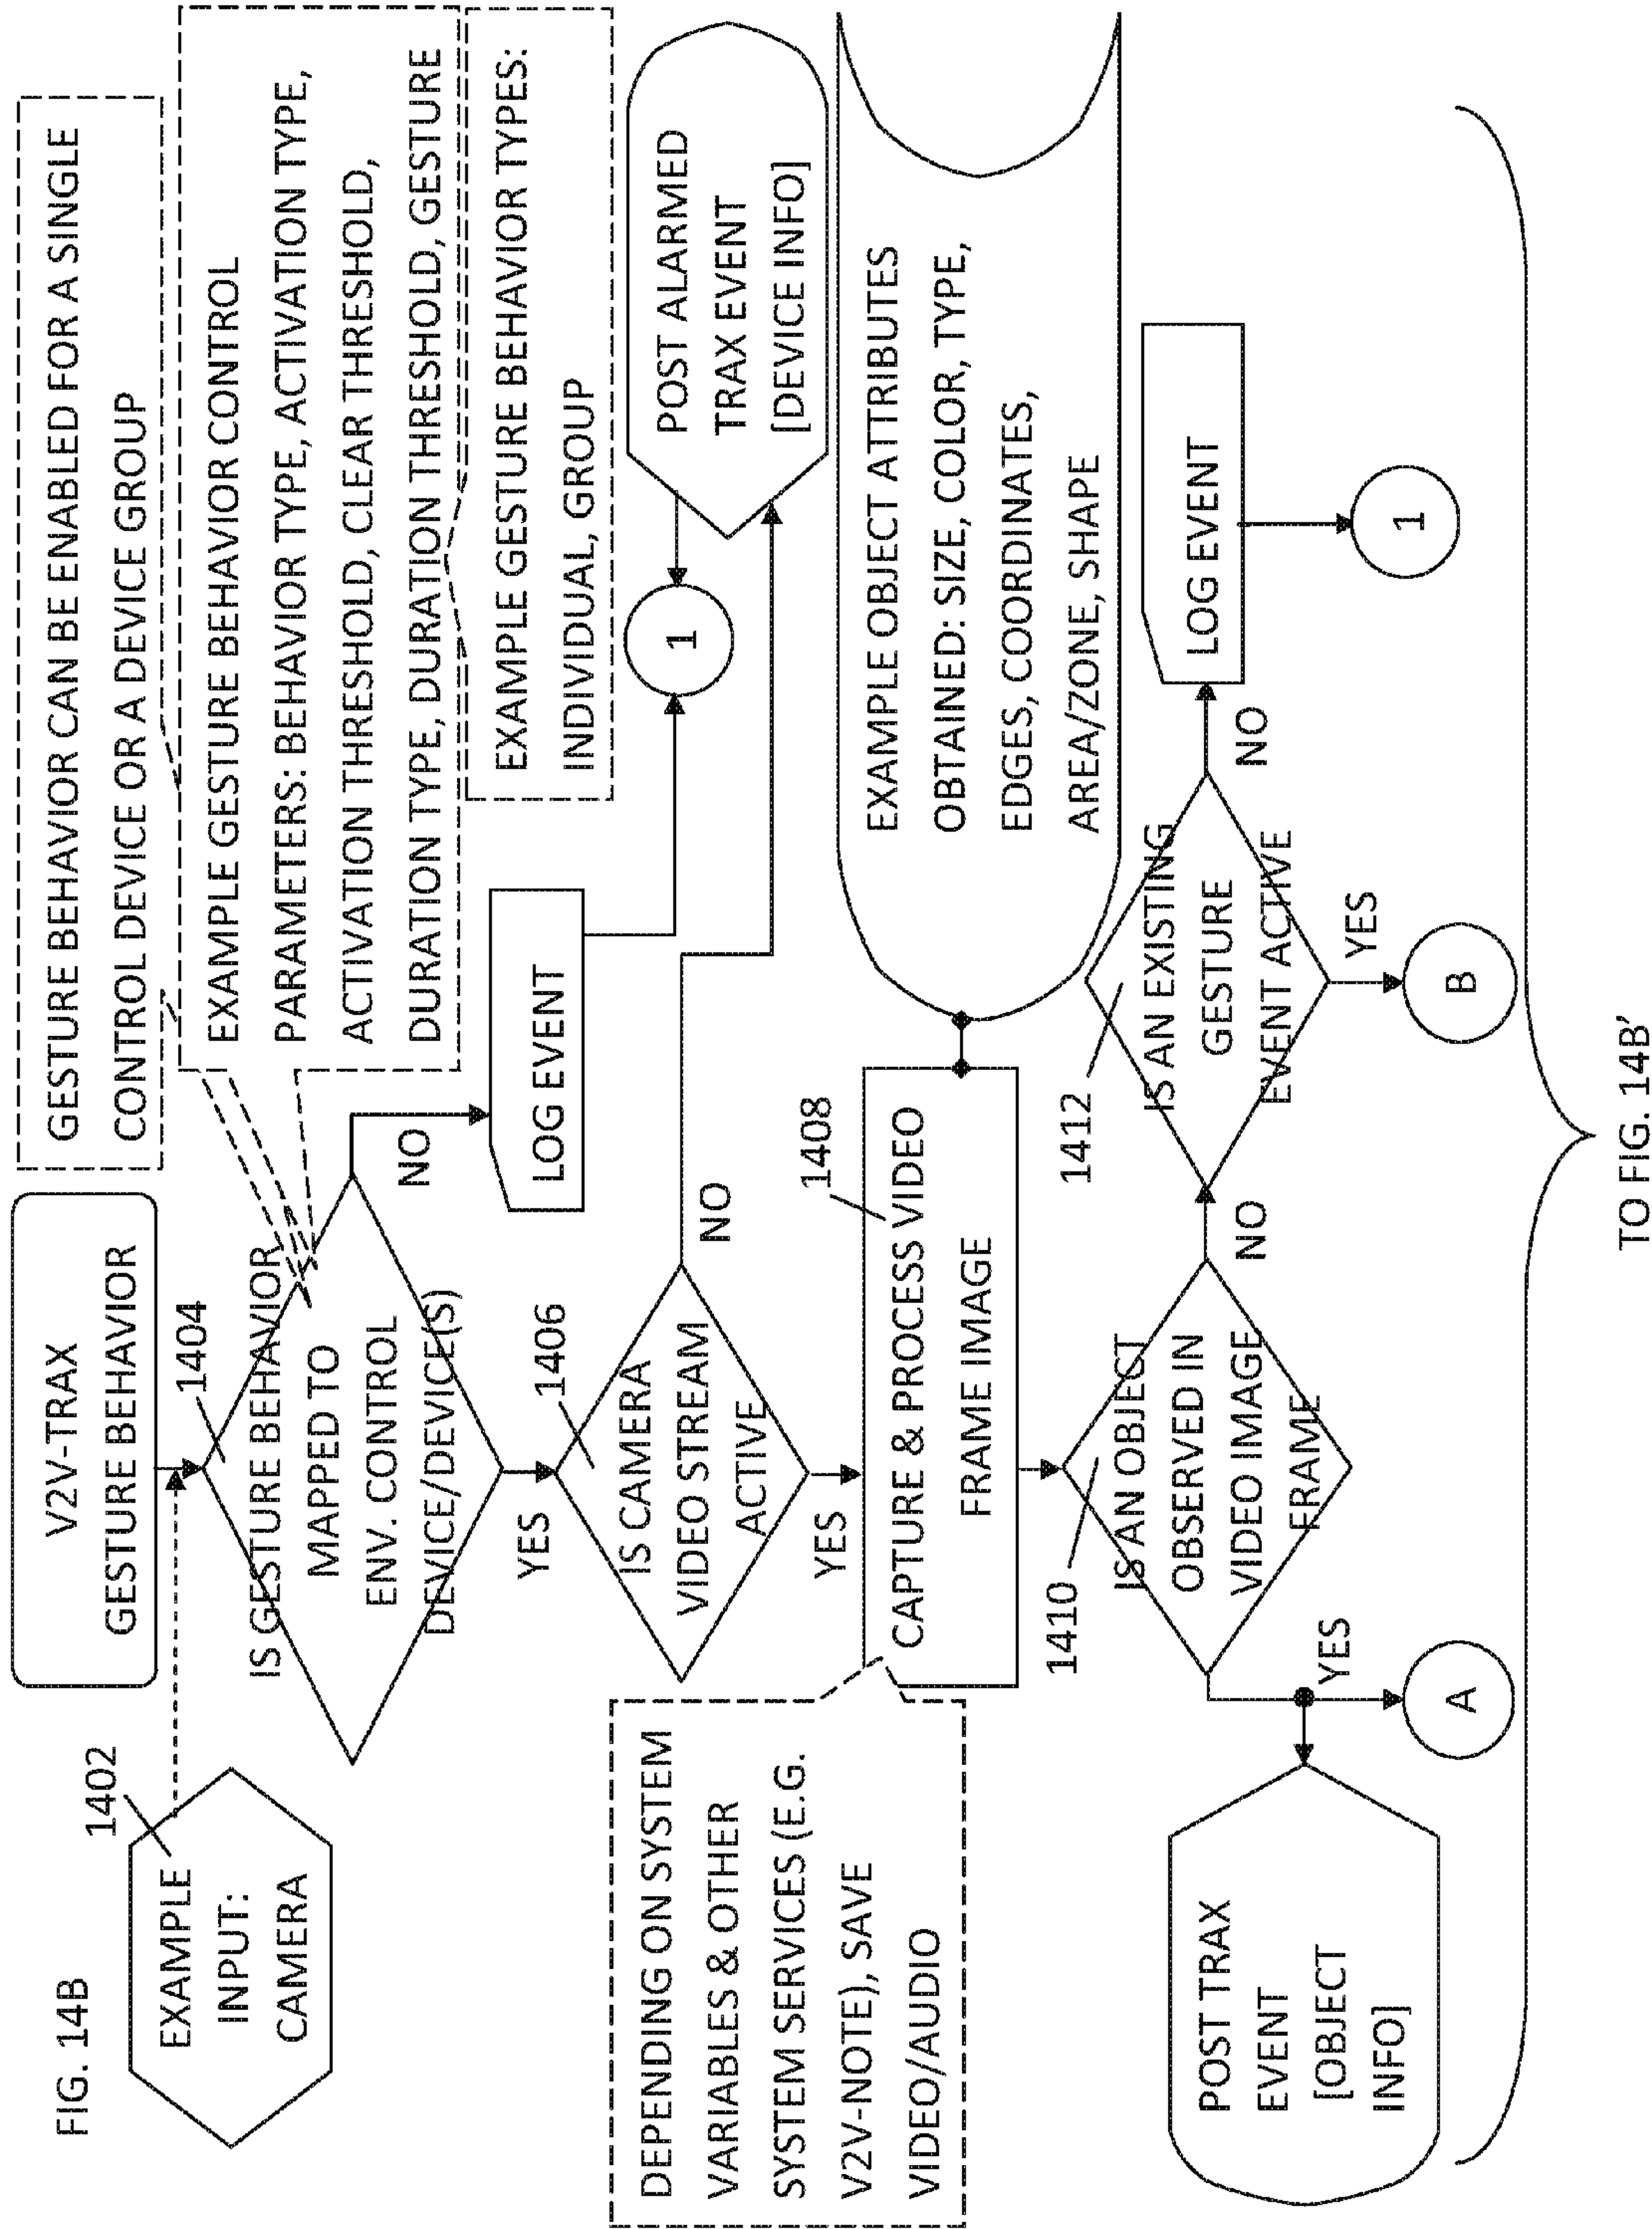 FIG. 14B
EXAMPLE
INPUT:
CAMERA
1402
V2V-TRAX
GESTURE BEHAVIOR
GESTURE BEHAVIOR CAN BE ENABLED FOR A SINGLE
CONTROL DEVICE OR A DEVICE GROUP
1404
IS GESTURE BEHAVIOR
MAPPED TO
ENV. CONTROL
DEVICE/DEVICE(S)
EXAMPLE GESTURE BEHAVIOR CONTROL
PARAMETERS: BEHAVIOR TYPE, ACTIVATION TYPE,
ACTIVATION THRESHOLD, CLEAR THRESHOLD,
DURATION TYPE, DURATION THRESHOLD, GESTURE
EXAMPLE GESTURE BEHAVIOR TYPES:
INDIVIDUAL, GROUP
NO
LOG EVENT
1
YES
1406
IS CAMERA
VIDEO STREAM
ACTIVE
NO
POST ALARMED
TRAX EVENT
[DEVICE INFO]
YES
DEPENDING ON SYSTEM
VARIABLES & OTHER
SYSTEM SERVICES (E.G.
V2V-NOTE), SAVE
VIDEO/AUDIO
1408
CAPTURE & PROCESS VIDEO
FRAME IMAGE
EXAMPLE OBJECT ATTRIBUTES
OBTAINED: SIZE, COLOR, TYPE,
EDGES, COORDINATES,
AREA/ZONE, SHAPE
1410
IS AN OBJECT
OBSERVED IN
VIDEO IMAGE
FRAME
YES
POST TRAX
EVENT
[OBJECT
INFO]
A
NO
1412
IS AN EXISTING
GESTURE
EVENT ACTIVE
YES
B
NO
LOG EVENT
1
TO FIG. 14B'